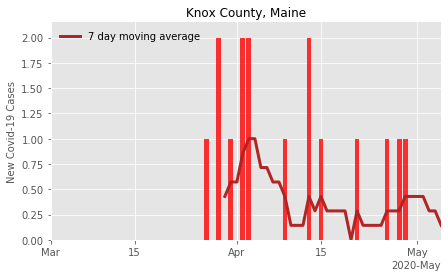 Knox County, Maine
7 day moving average
New Covid-19 Cases
2.00
1.75
1.50
1.25
1.00
0.75
0.50
0.25
0.00
Mar
15
Apr
15
May
2020-May